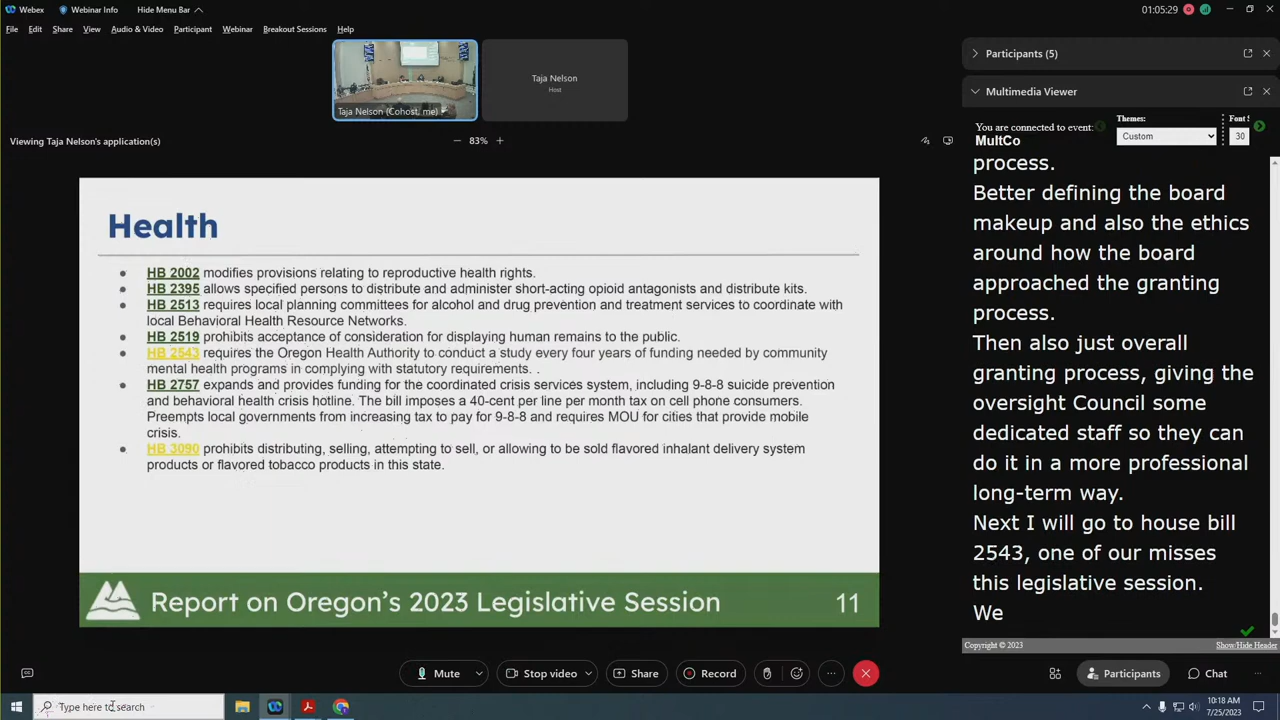 Webex
Webinar Info
Hide Menu Bar
01:05:29
File Edit Share View Audio & Video Participant Webinar Breakout Sessions Help
Taja Nelson (Cohost, me)
Taja Nelson
Host
Viewing Taja Nelson's application(s)
83%
Health
HB 2002 modifies provisions relating to reproductive health rights.
HB 2395 allows specified persons to distribute and administer short-acting opioid antagonists and distribute kits.
HB 2513 requires local planning committees for alcohol and drug prevention and treatment services to coordinate with
local Behavioral Health Resource Networks.
HB 2519 prohibits acceptance of consideration for displaying human remains to the public.
HB 2543 requires the Oregon Health Authority to conduct a study every four years of funding needed by community
mental health programs in complying with statutory requirements. .
HB 2757 expands and provides funding for the coordinated crisis services system, including 9-8-8 suicide prevention
and behavioral health crisis hotline. The bill imposes a 40-cent per line per month tax on cell phone consumers.
Preempts local governments from increasing tax to pay for 9-8-8 and requires MOU for cities that provide mobile
crisis.
HB 3090 prohibits distributing, selling, attempting to sell, or allowing to be sold flavored inhalant delivery system
products or flavored tobacco products in this state.
Report on Oregon's 2023 Legislative Session 11
Participants (5)
Multimedia Viewer
You are connected to event:
MultCo
Themes:
Custom
Font S
30
process.
Better defining the board
makeup and also the ethics
around how the board
approached the granting
process.
Then also just overall
granting process, giving the
oversight Council some
dedicated staff so they can
do it in a more professional
long-term way.
Next I will go to house bill
2543, one of our misses
this legislative session.
We
Copyright © 2023
Show/Hide Header
Mute
Stop video
Share
Record
Participants
Chat
Type here to search
10:18 AM
7/25/2023